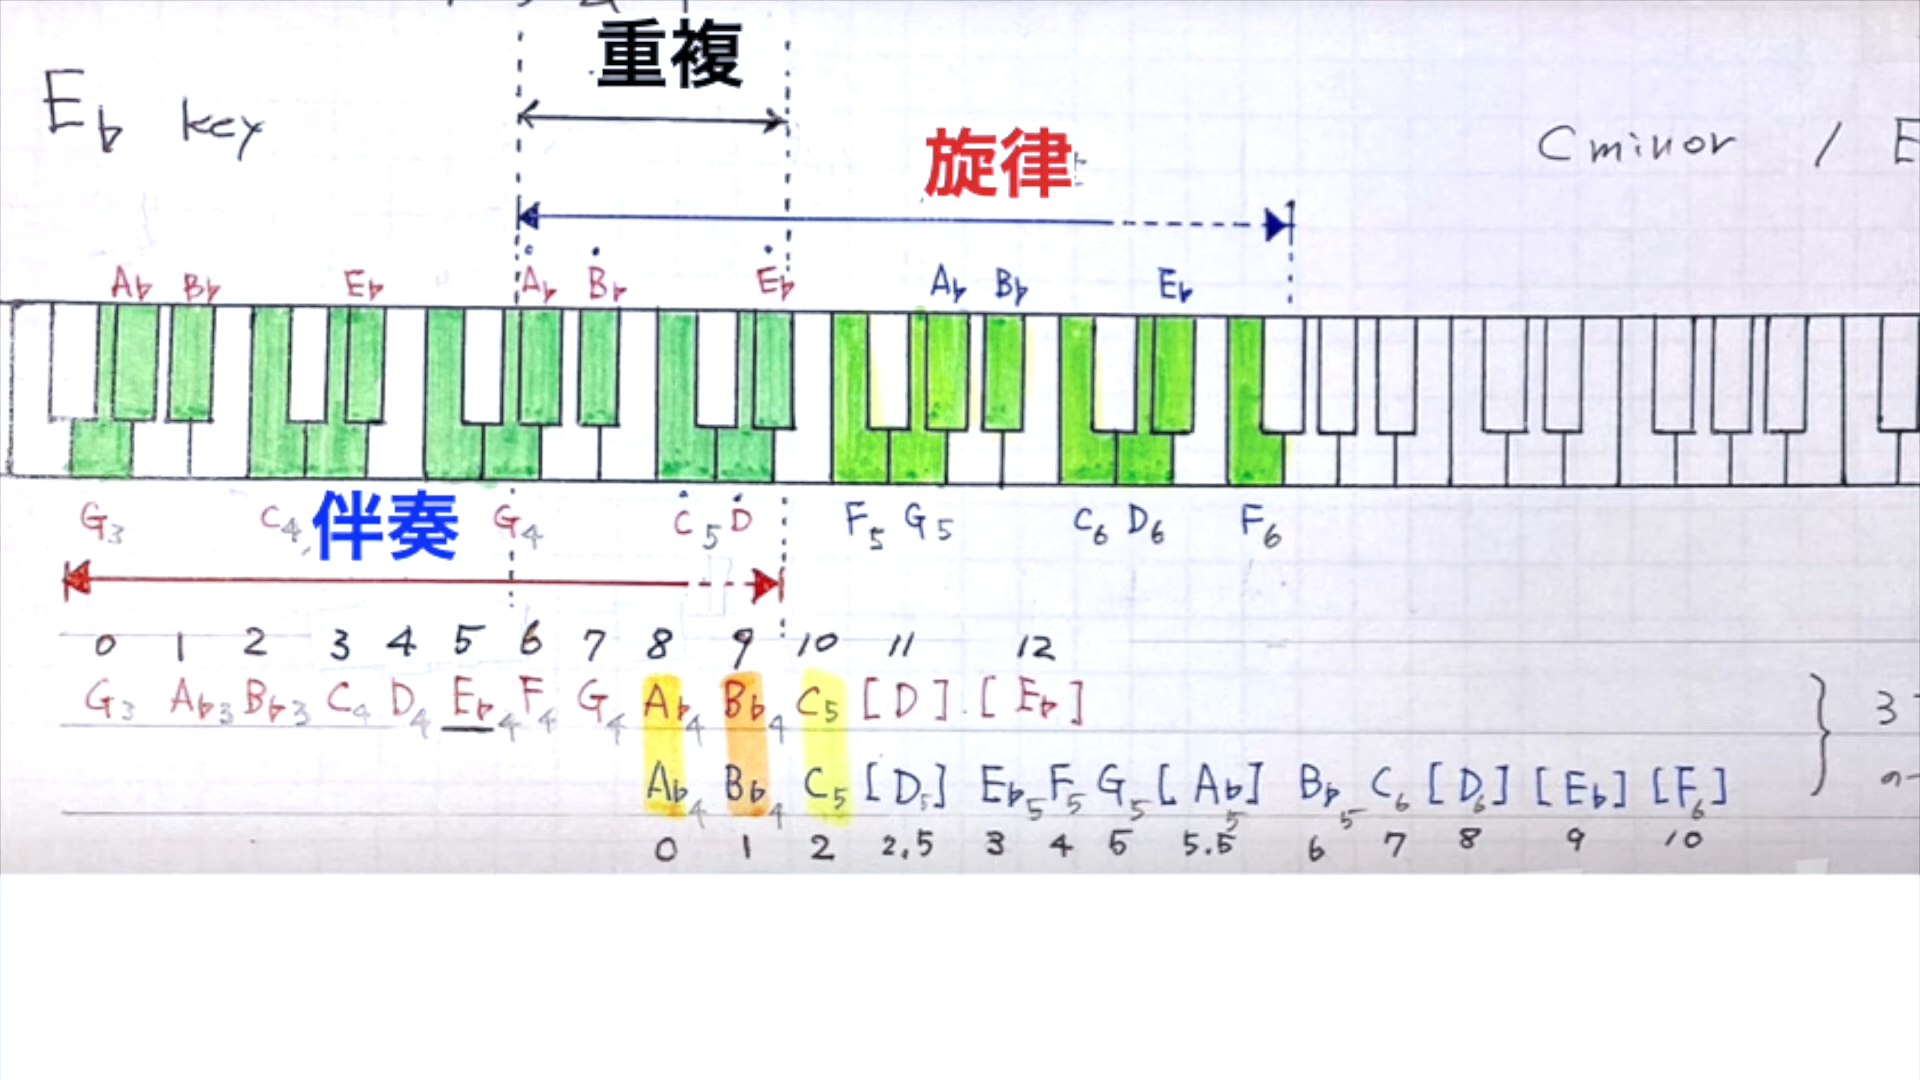 重複
E♭ key
旋律
C minor / E
A♭ B♭ E♭ A♭ B♭ E♭ A♭ B♭ E♭
G3 C4 伴奏 G4 C5 D F5 G5 C6 D6 F6
0 1 2 3 4 5 6 7 8 9 10 11 12
G3 A♭3 B♭3 C4 D4 E♭4 F4 G4 A♭4 B♭4 C5 [D] [E♭]
3
A♭4 B♭4 C5 [D5] E♭5 F5 G5 [A♭5] B♭5 C6 [D6] [E♭] [F6]
0 1 2 2,5 3 4 5 5.5 6 7 8 9 10